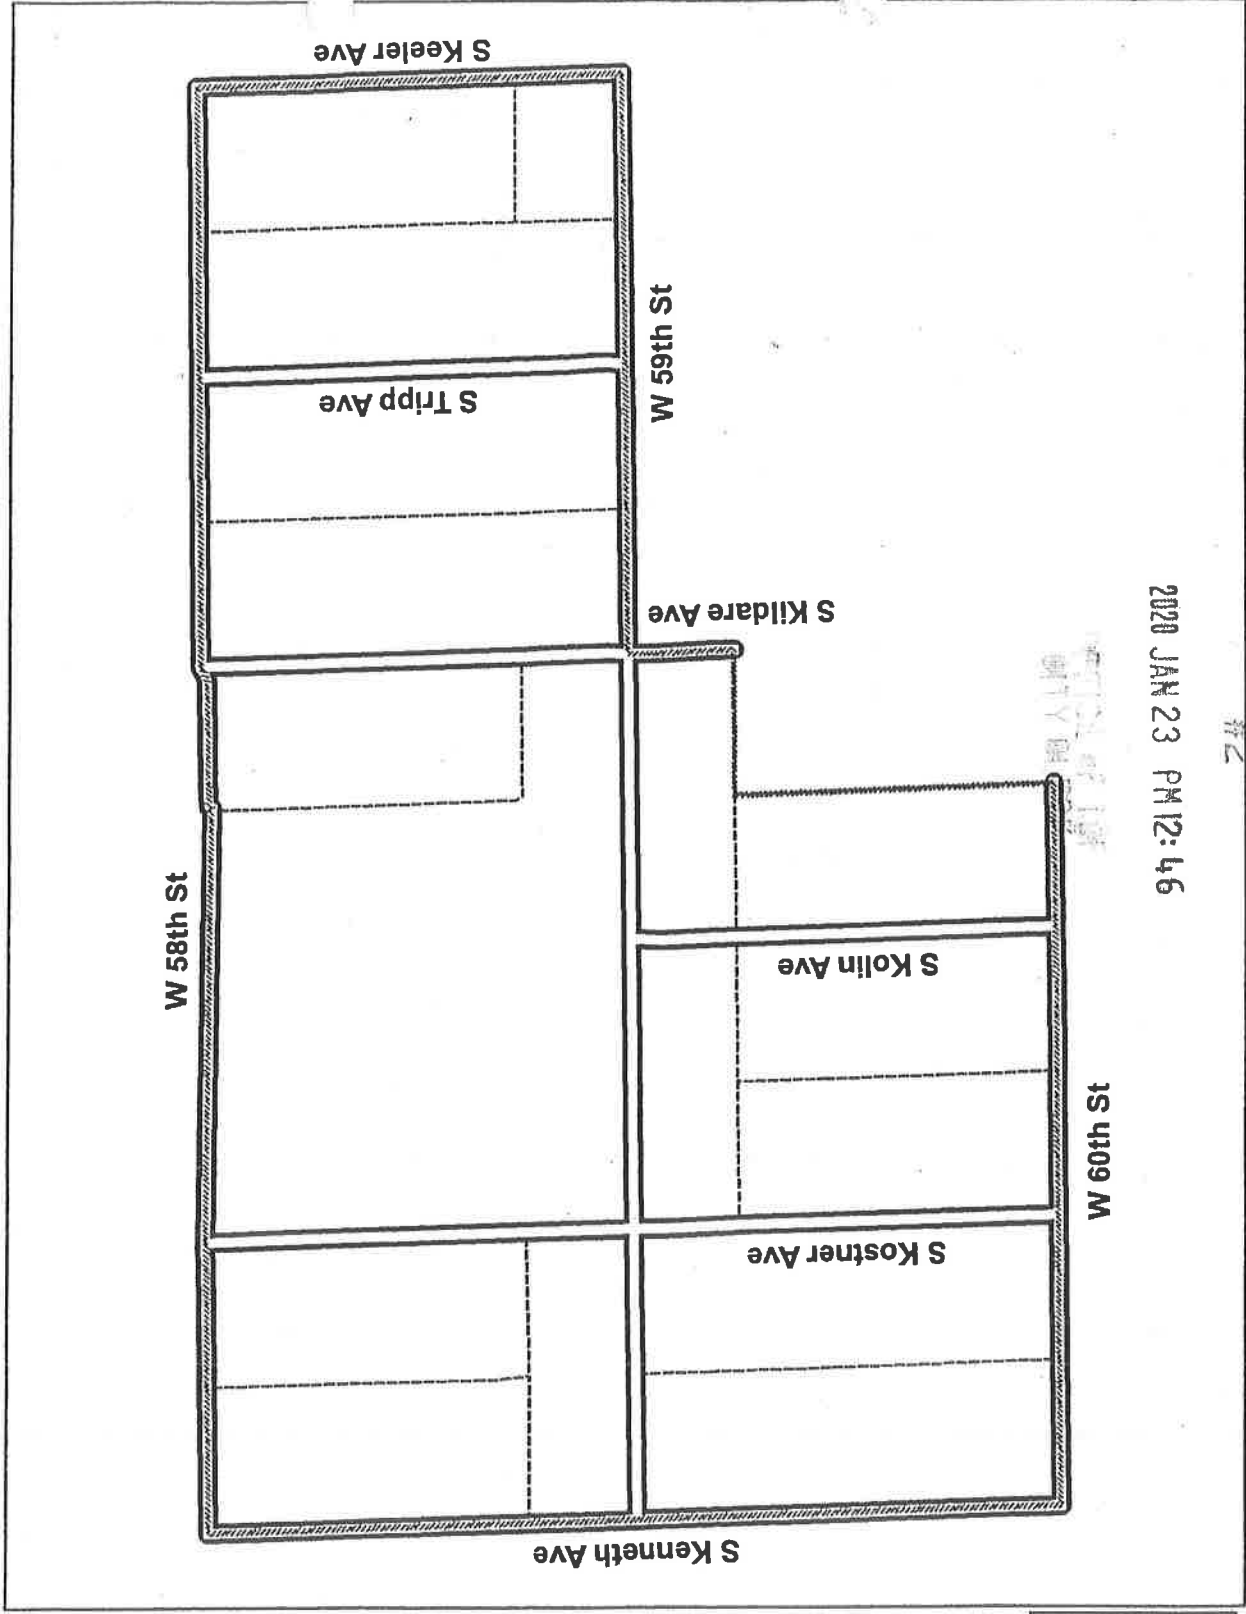 S Keeler Ave
W 59th St
S Tripp Ave
S Kildare Ave
2020 JAN 23 PM 12:46
#2
W 58th St
S Kolin Ave
W 60th St
S Kostner Ave
S Kenneth Ave